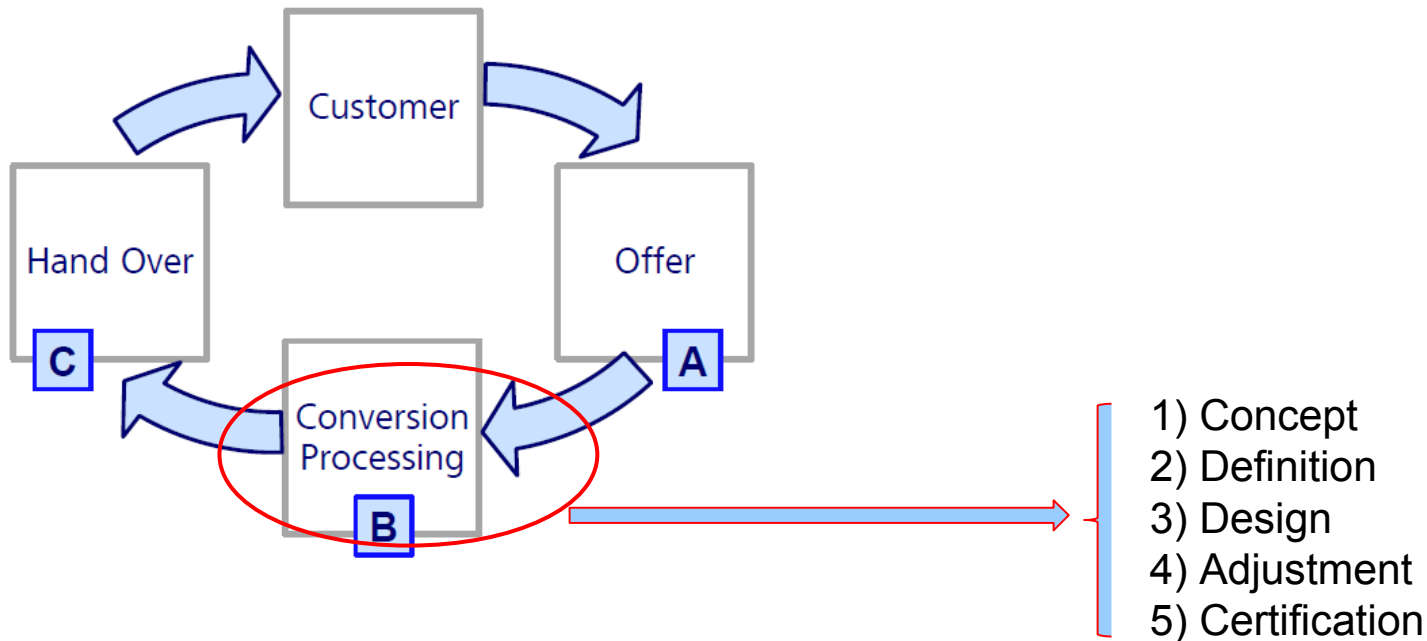 Customer
Hand Over
Offer
C
A
Conversion
Processing
B
1) Concept
2) Definition
3) Design
4) Adjustment
5) Certification